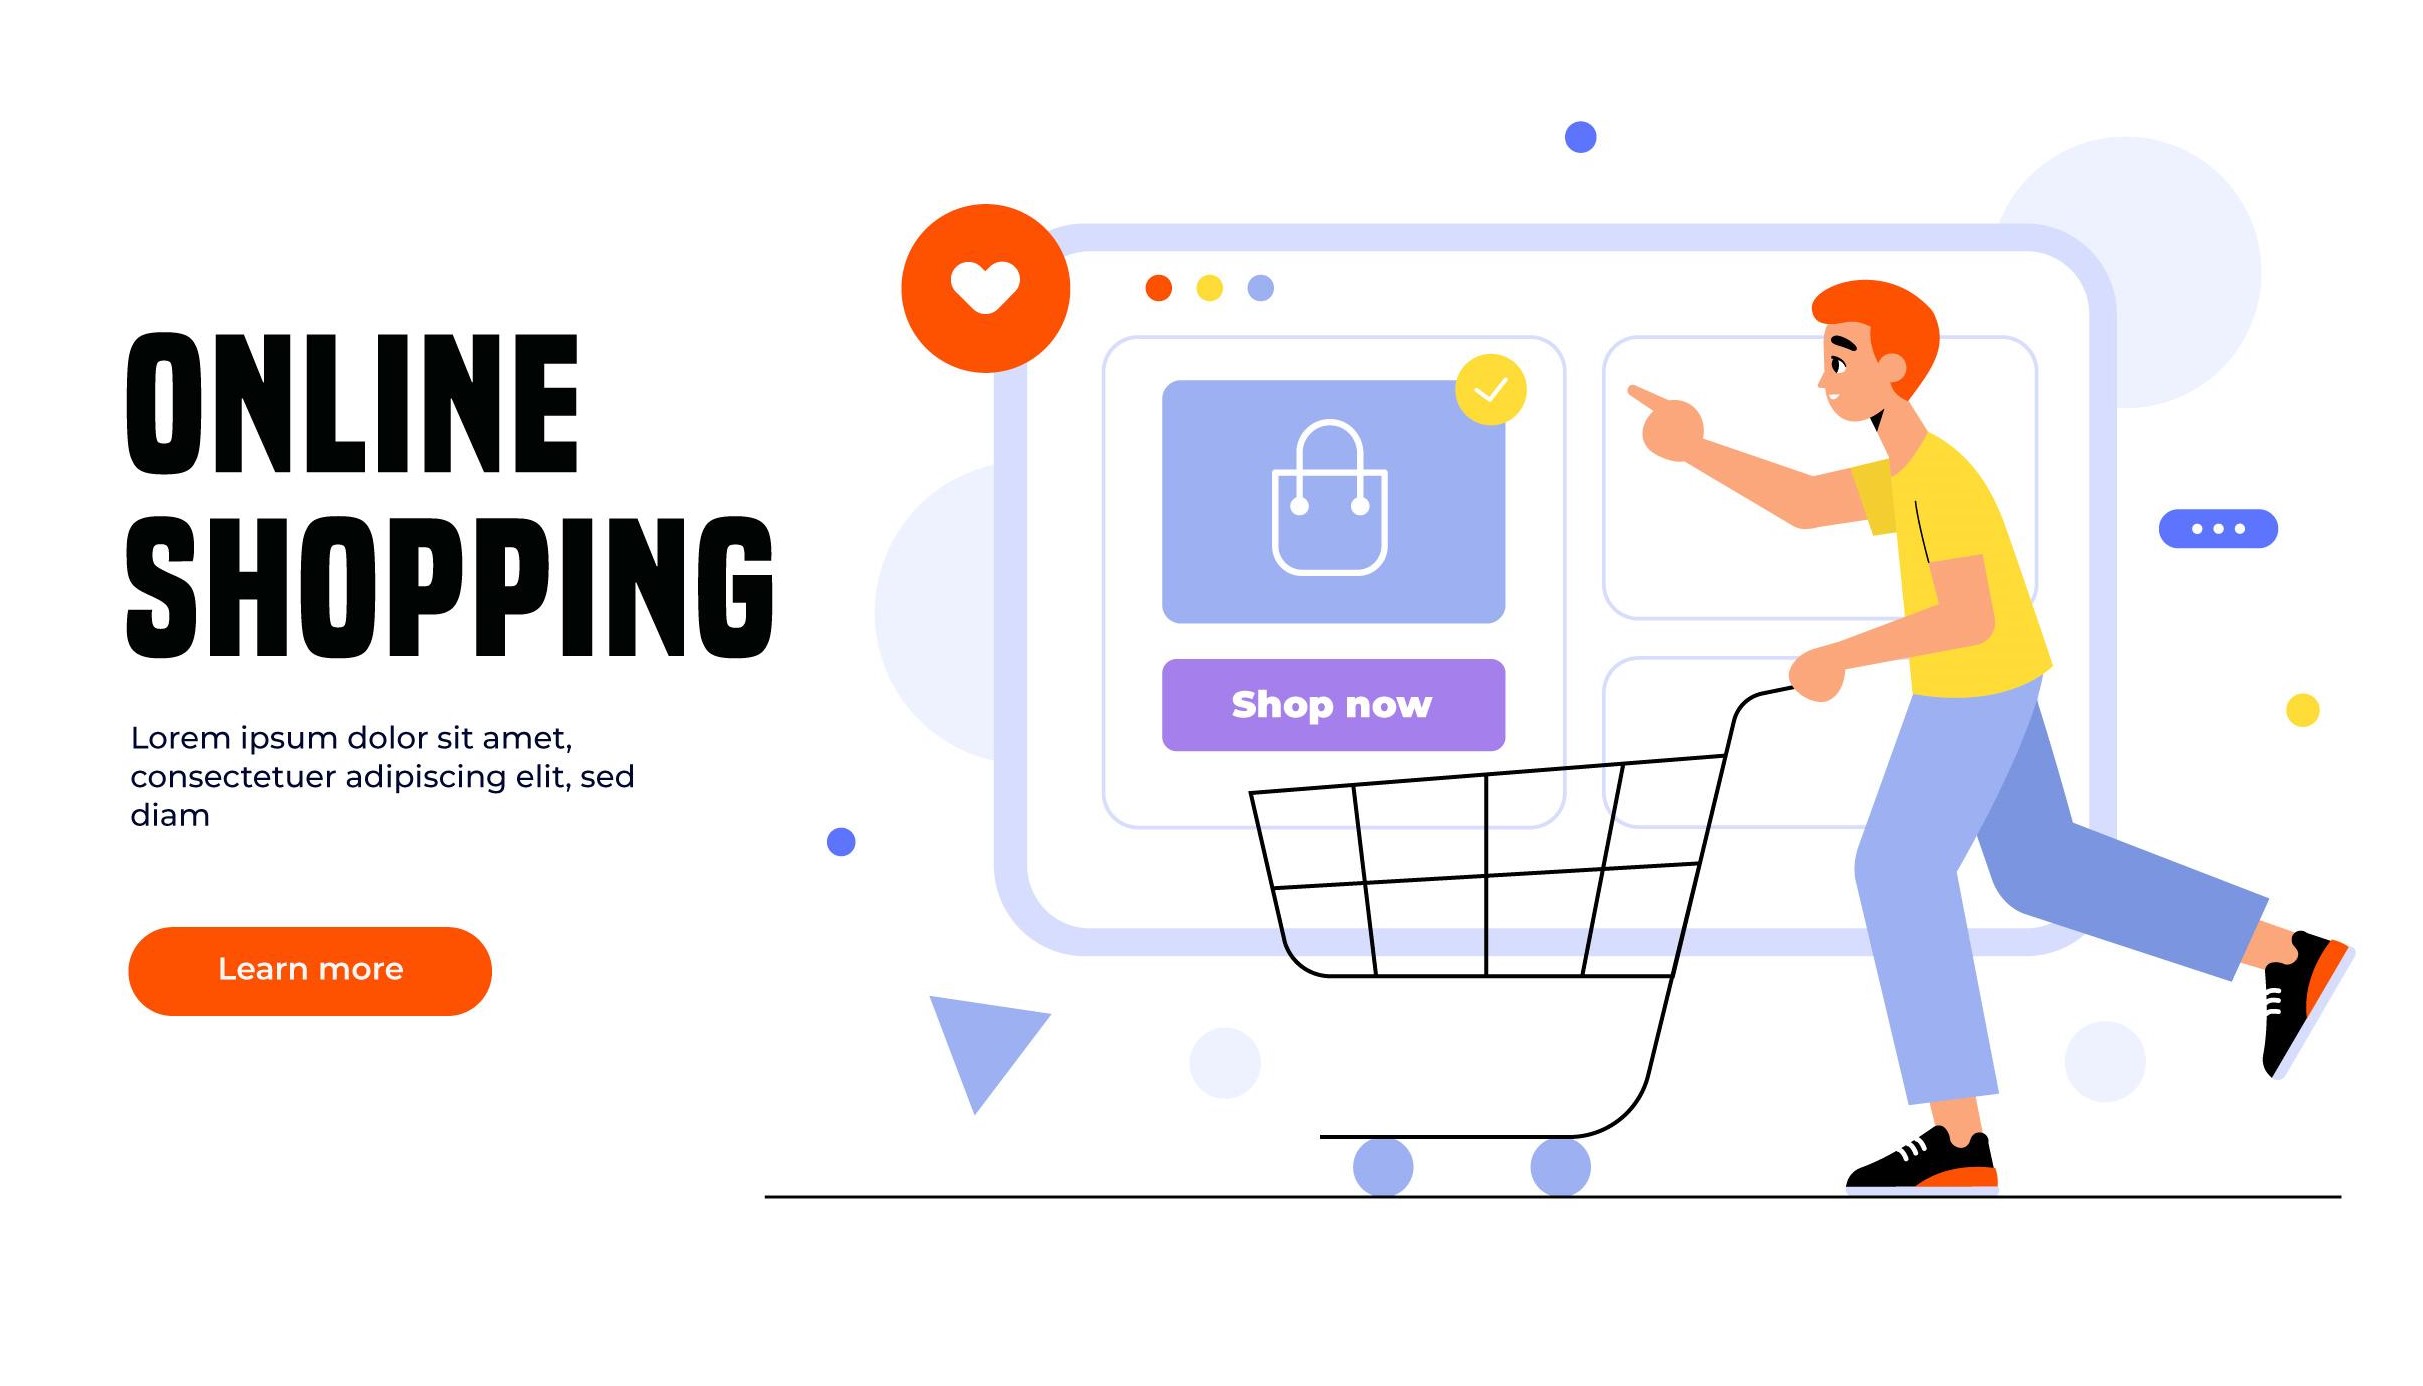 ONLINE
SHOPPING
Lorem ipsum dolor sit amet,
consectetuer adipiscing elit, sed
diam
Learn more
Shop now